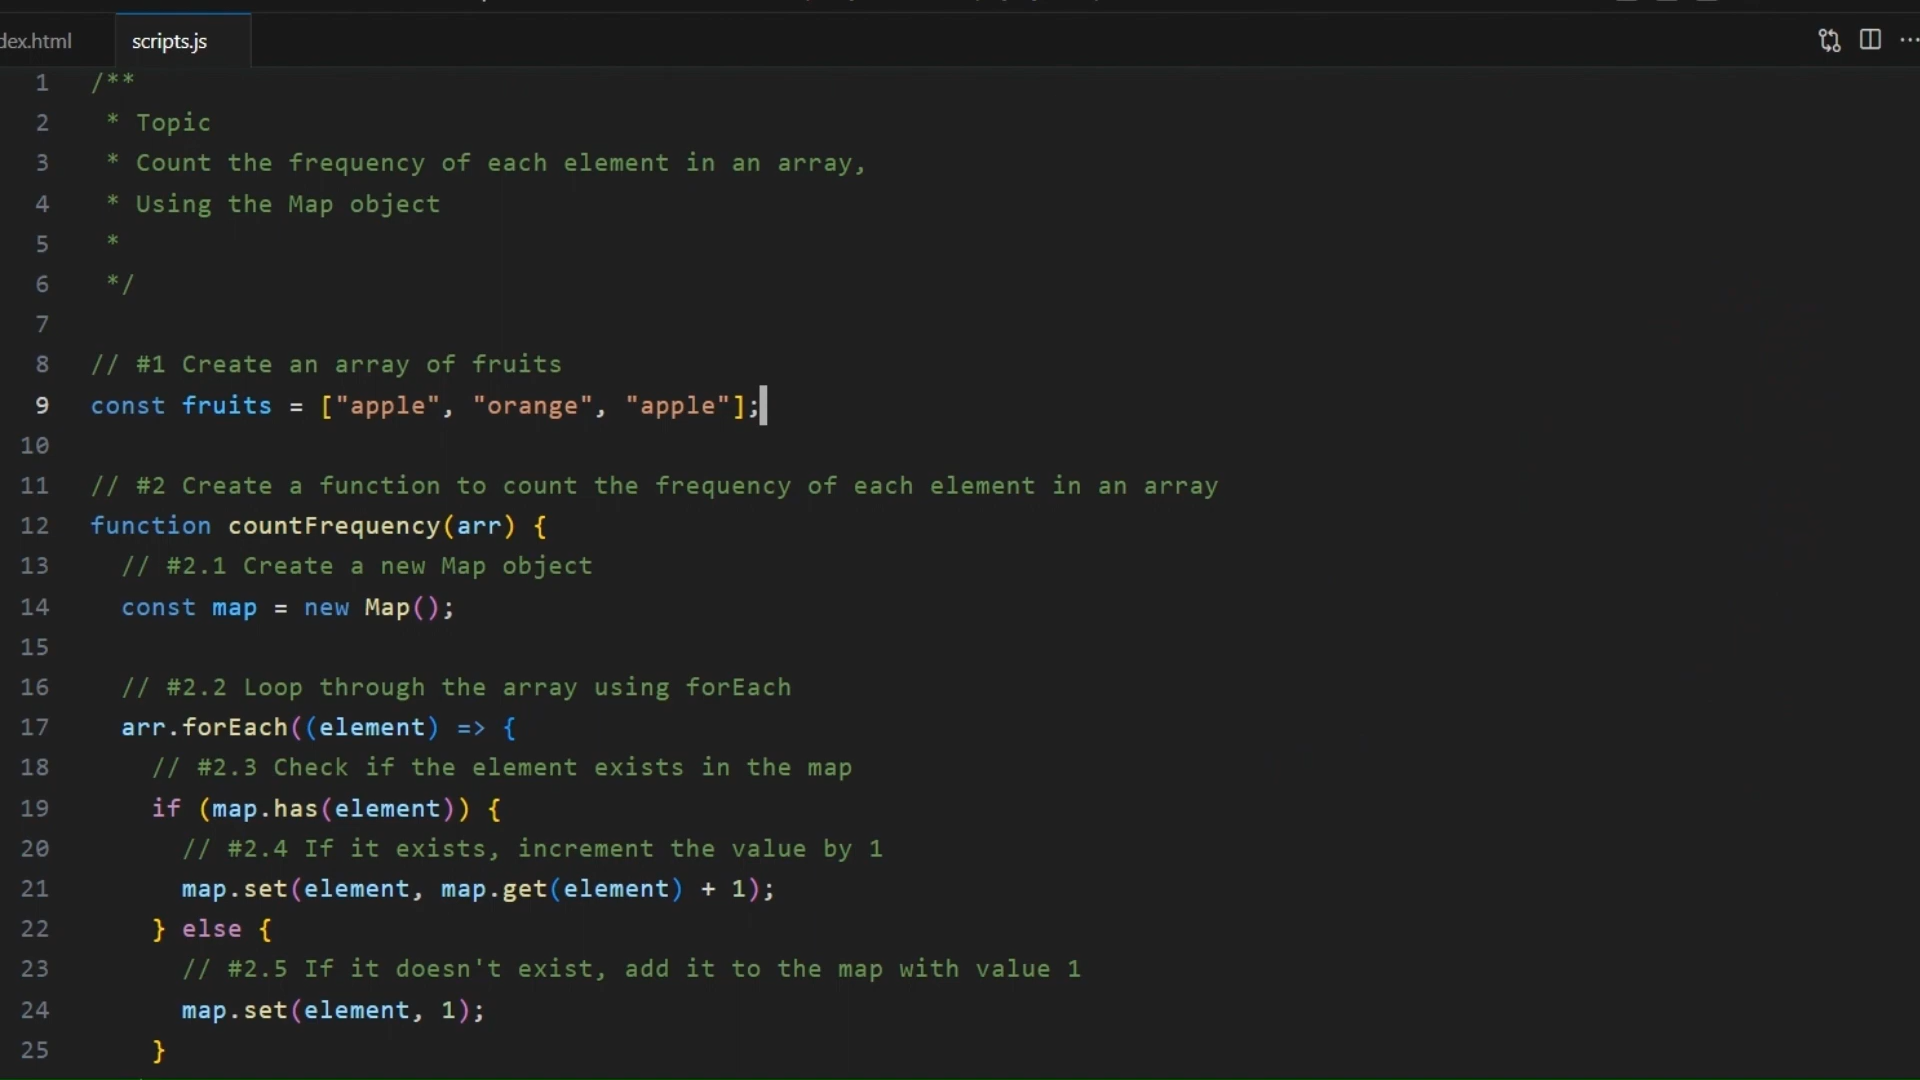 dex.html
scripts.js
1 /**
2 * Topic
3 * Count the frequency of each element in an array,
4 * Using the Map object
5 *
6 */
7
8 // #1 Create an array of fruits
9 const fruits = ["apple", "orange", "apple"];
10
11 // #2 Create a function to count the frequency of each element in an array
12 function countFrequency(arr) {
13 // #2.1 Create a new Map object
14 const map = new Map();
15
16 // #2.2 Loop through the array using forEach
17 arr.forEach((element) => {
18 // #2.3 Check if the element exists in the map
19 if (map.has(element)) {
20 // #2.4 If it exists, increment the value by 1
21 map.set(element, map.get(element) + 1);
22 } else {
23 // #2.5 If it doesn't exist, add it to the map with value 1
24 map.set(element, 1);
25 }